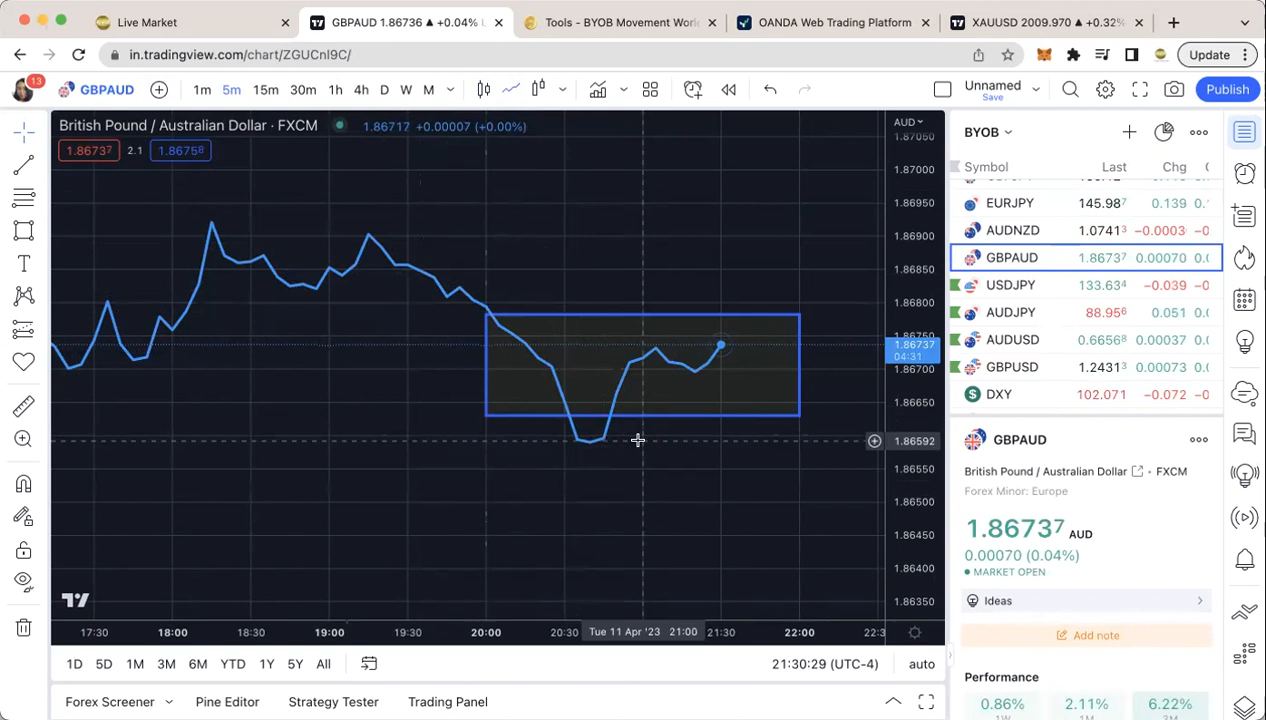 Live Market
GBPAUD 1.86736 ▲ +0.04%
Tools - BYOB Movement Worl
OANDA Web Trading Platform
XAUUSD 2009.970 ▲ +0.32%
in.tradingview.com/chart/ZGUCnI9C/
Update
13
GBPAUD
1m 5m 15m 30m 1h 4h D W M
Unnamed
Save
Publish
British Pound / Australian Dollar · FXCM
1.86717 +0.00007 (+0.00%)
1.86737 2.1 1.86758
AUD
1.87050
1.87000
1.86950
1.86900
1.86850
1.86800
1.86750
1.86737
04:31
1.86700
1.86650
1.86592
1.86550
1.86500
1.86450
1.86400
1.86350
17:30 18:00 18:30 19:00 19:30 20:00 20:30 Tue 11 Apr '23 21:00 21:30 22:00 22:3
1D 5D 1M 3M 6M YTD 1Y 5Y All
21:30:29 (UTC-4)
auto
Forex Screener Pine Editor Strategy Tester Trading Panel
BYOB
Symbol Last Chg
EURJPY 145.987 0.139 0.
AUDNZD 1.07413 −0.0003 −0
GBPAUD 1.86737 0.00070 0.
USDJPY 133.634 −0.039 −0
AUDJPY 88.956 0.051 0.
AUDUSD 0.66568 0.00037 0.
GBPUSD 1.24313 0.00073 0.
DXY 102.071 −0.072 −0
GBPAUD
British Pound / Australian Dollar · FXCM
Forex Minor: Europe
1.86737 AUD
0.00070 (0.04%)
MARKET OPEN
Ideas
Add note
Performance
0.86% 2.11% 6.22%
1W 1M 3M